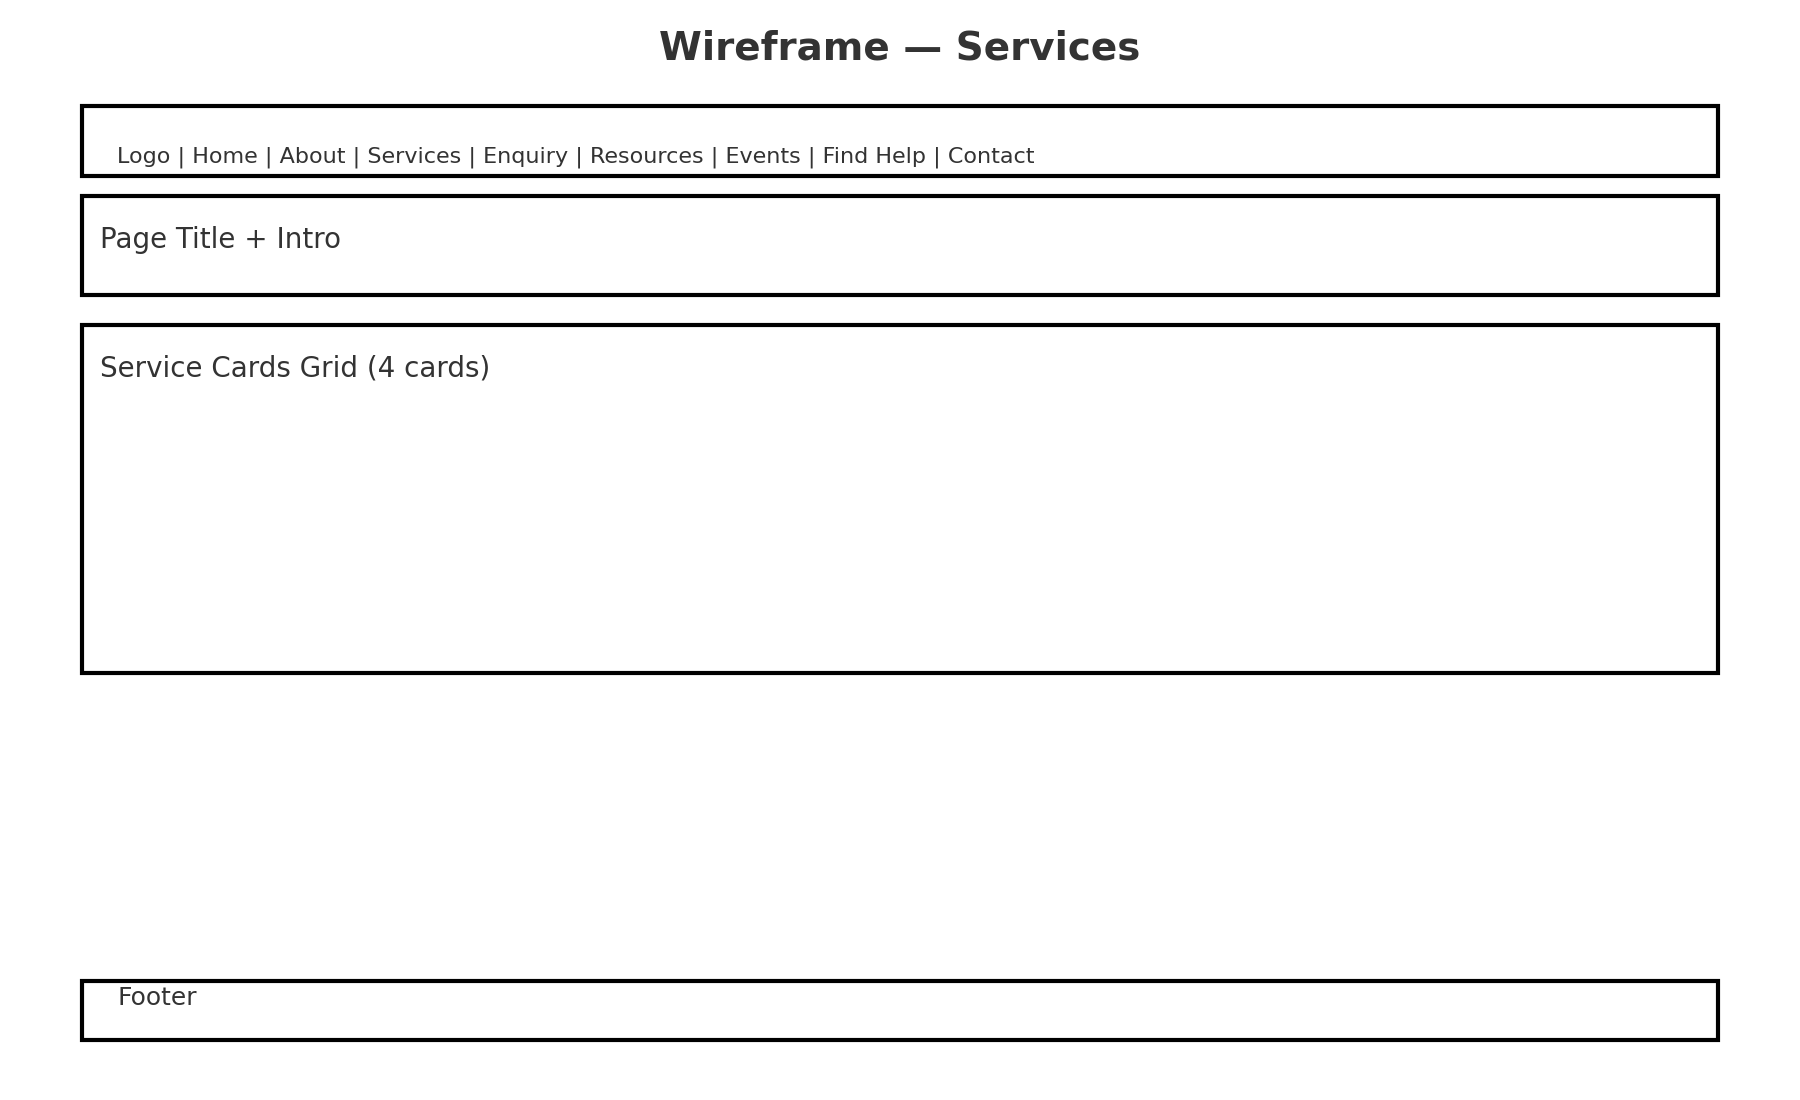 Wireframe — Services
Logo | Home | About | Services | Enquiry | Resources | Events | Find Help | Contact
Page Title + Intro
Service Cards Grid (4 cards)
Footer